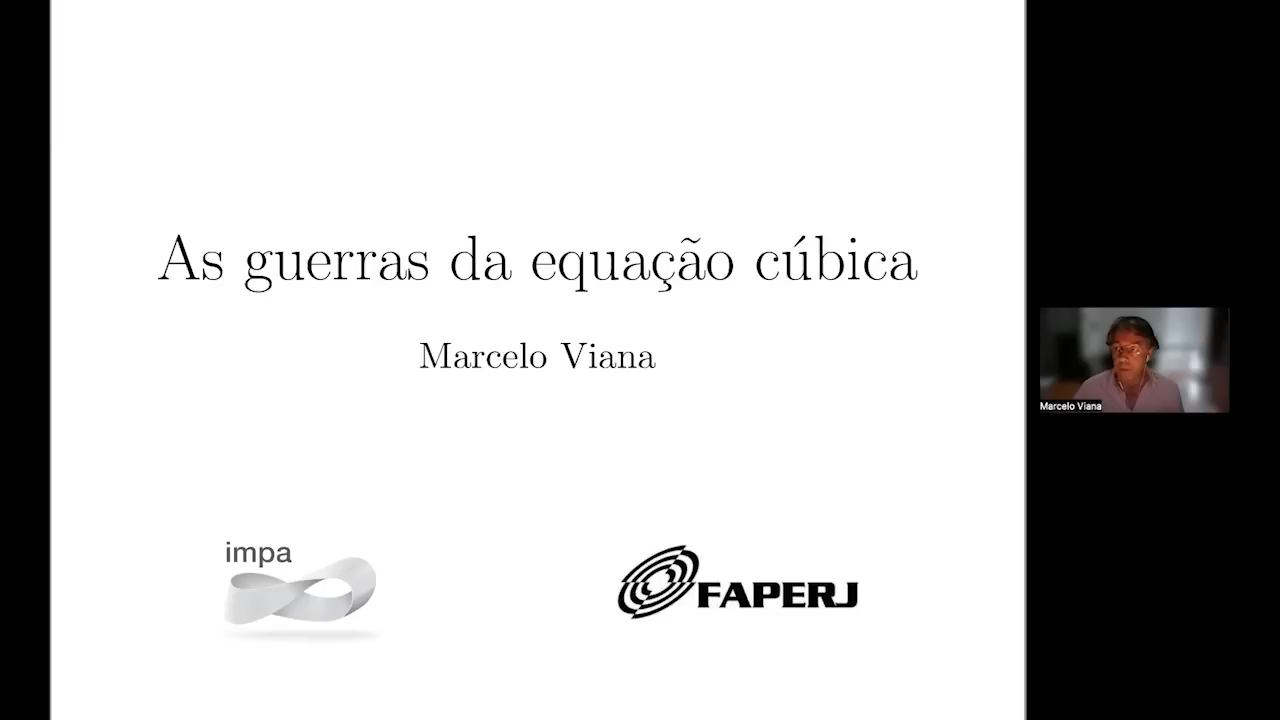 As guerras da equação cúbica
Marcelo Viana
impa
FAPERJ
Marcelo Viana